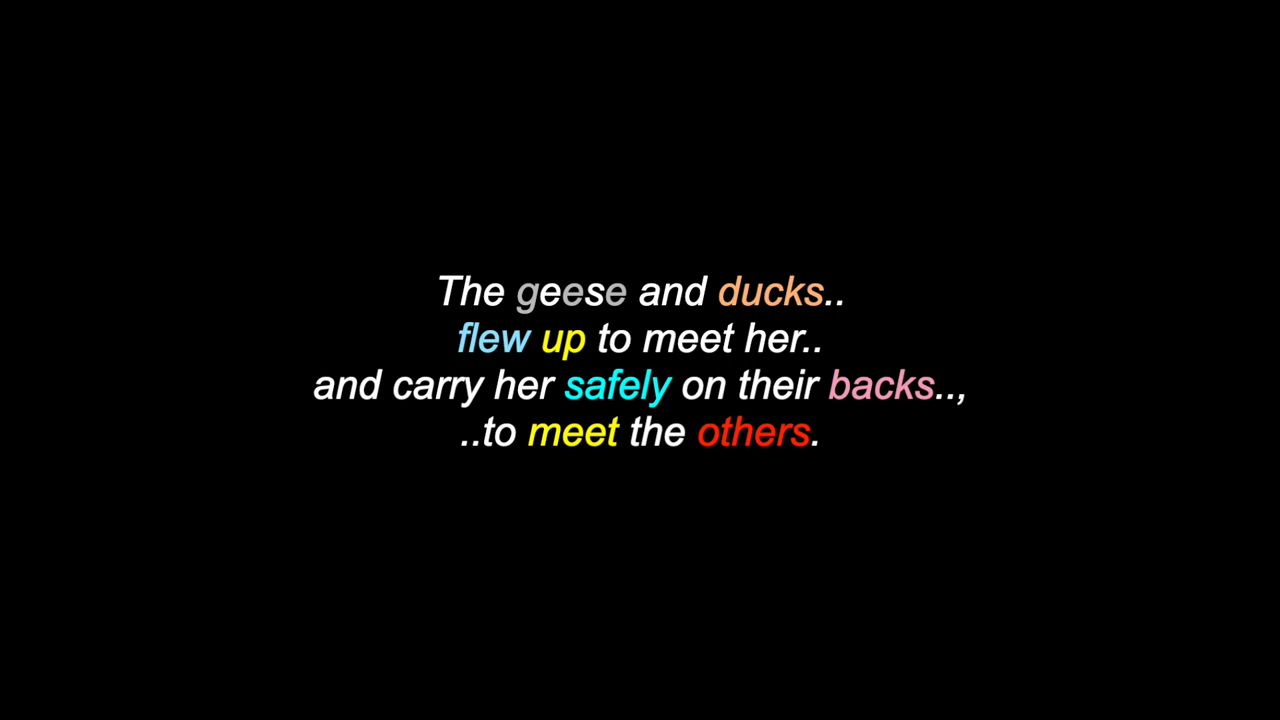 The geese and ducks..
flew up to meet her..
and carry her safely on their backs..,
..to meet the others.